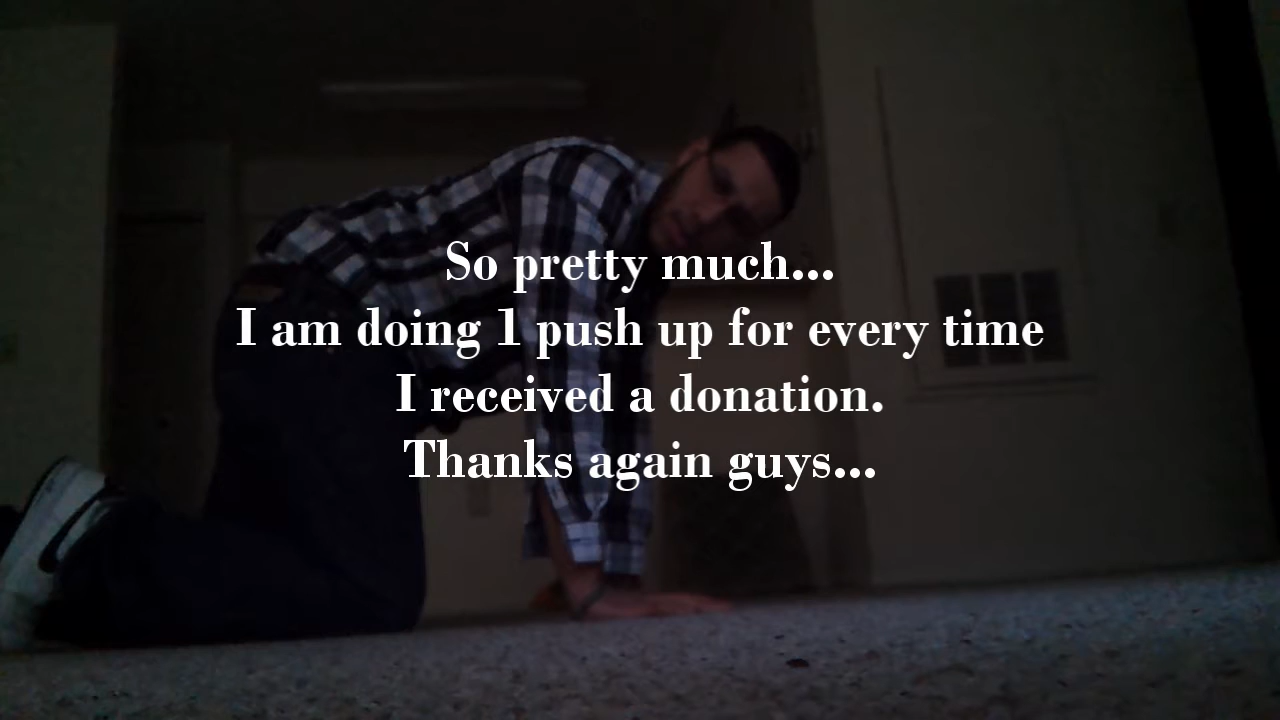 So pretty much...
I am doing 1 push up for every time
I received a donation.
Thanks again guys...